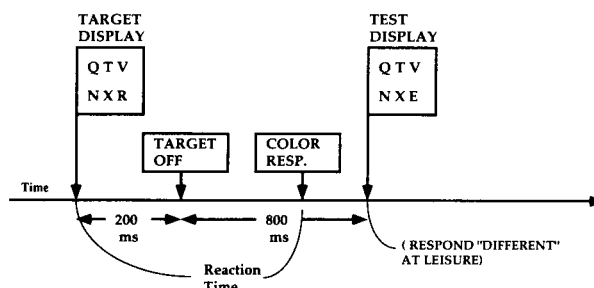 TARGET
DISPLAY
Q T V
N X R
TEST
DISPLAY
Q T V
N X E
TARGET
OFF
COLOR
RESP.
Time
200
ms
800
ms
( RESPOND "DIFFERENT"
AT LEISURE)
Reaction
Time